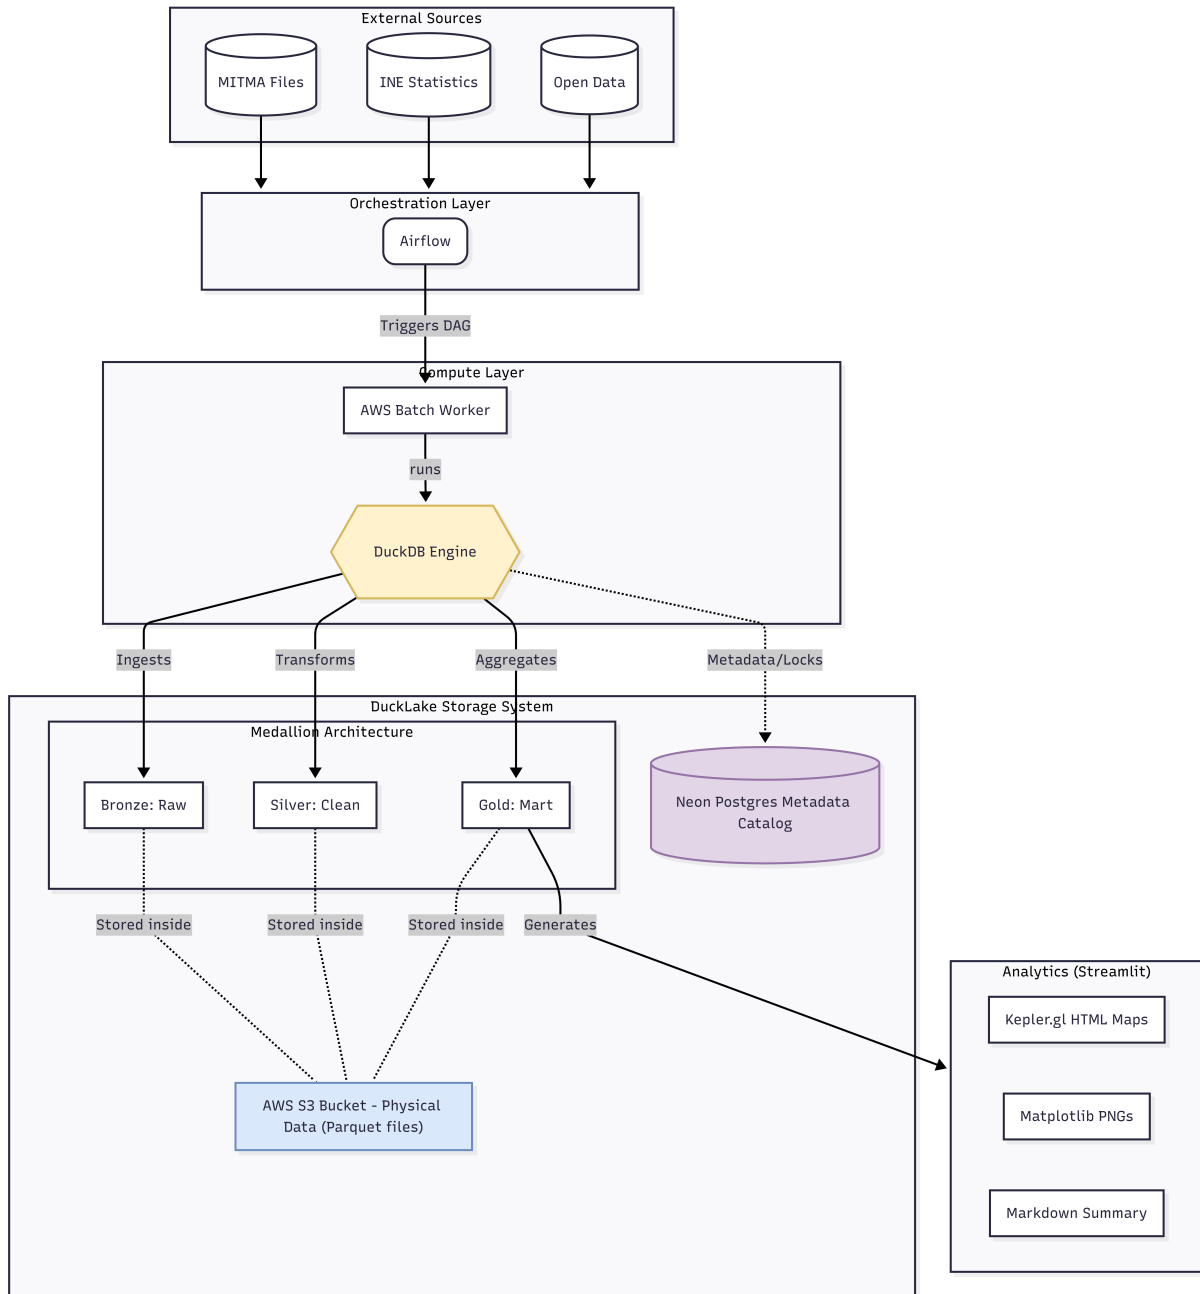 External Sources
MITMA Files
INE Statistics
Open Data
Orchestration Layer
Airflow
Triggers DAG
Compute Layer
AWS Batch Worker
runs
DuckDB Engine
Ingests
Transforms
Aggregates
Metadata/Locks
DuckLake Storage System
Medallion Architecture
Bronze: Raw
Silver: Clean
Gold: Mart
Neon Postgres Metadata
Catalog
Stored inside
Stored inside
Stored inside
Generates
Analytics (Streamlit)
Kepler.gl HTML Maps
Matplotlib PNGs
Markdown Summary
AWS S3 Bucket - Physical
Data (Parquet files)